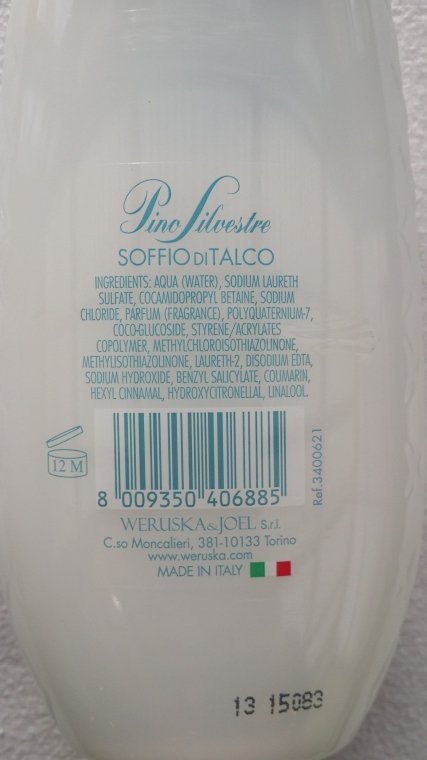 Pino Silvestre
SOFFIO DI TALCO
INGREDIENTS: AQUA (WATER), SODIUM LAURETH
SULFATE, COCAMIDOPROPYL BETAINE, SODIUM
CHLORIDE, PARFUM (FRAGRANCE), POLYQUATERNIUM-7,
COCO-GLUCOSIDE, STYRENE/ACRYLATES
COPOLYMER, METHYLCHLOROISOTHIAZOLINONE,
METHYLISOTHIAZOLINONE, LAURETH-2, DISODIUM EDTA,
SODIUM HYDROXIDE, BENZYL SALICYLATE, COUMARIN,
HEXYL CINNAMAL, HYDROXYCITRONELLAL, LINALOOL.
12 M
8 009350 406885
Ref.3400621
WERUSKA&JOEL S.r.l.
C.so Moncalieri, 381-10133 Torino
www.weruska.com
MADE IN ITALY
13 15083